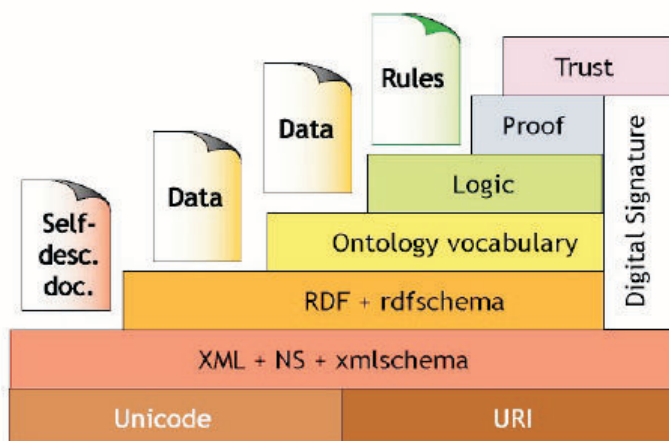 Rules
Trust
Data
Proof
Data
Logic
Self-
desc.
doc.
Ontology vocabulary
Digital Signature
RDF + rdfschema
XML + NS + xmlschema
Unicode
URI